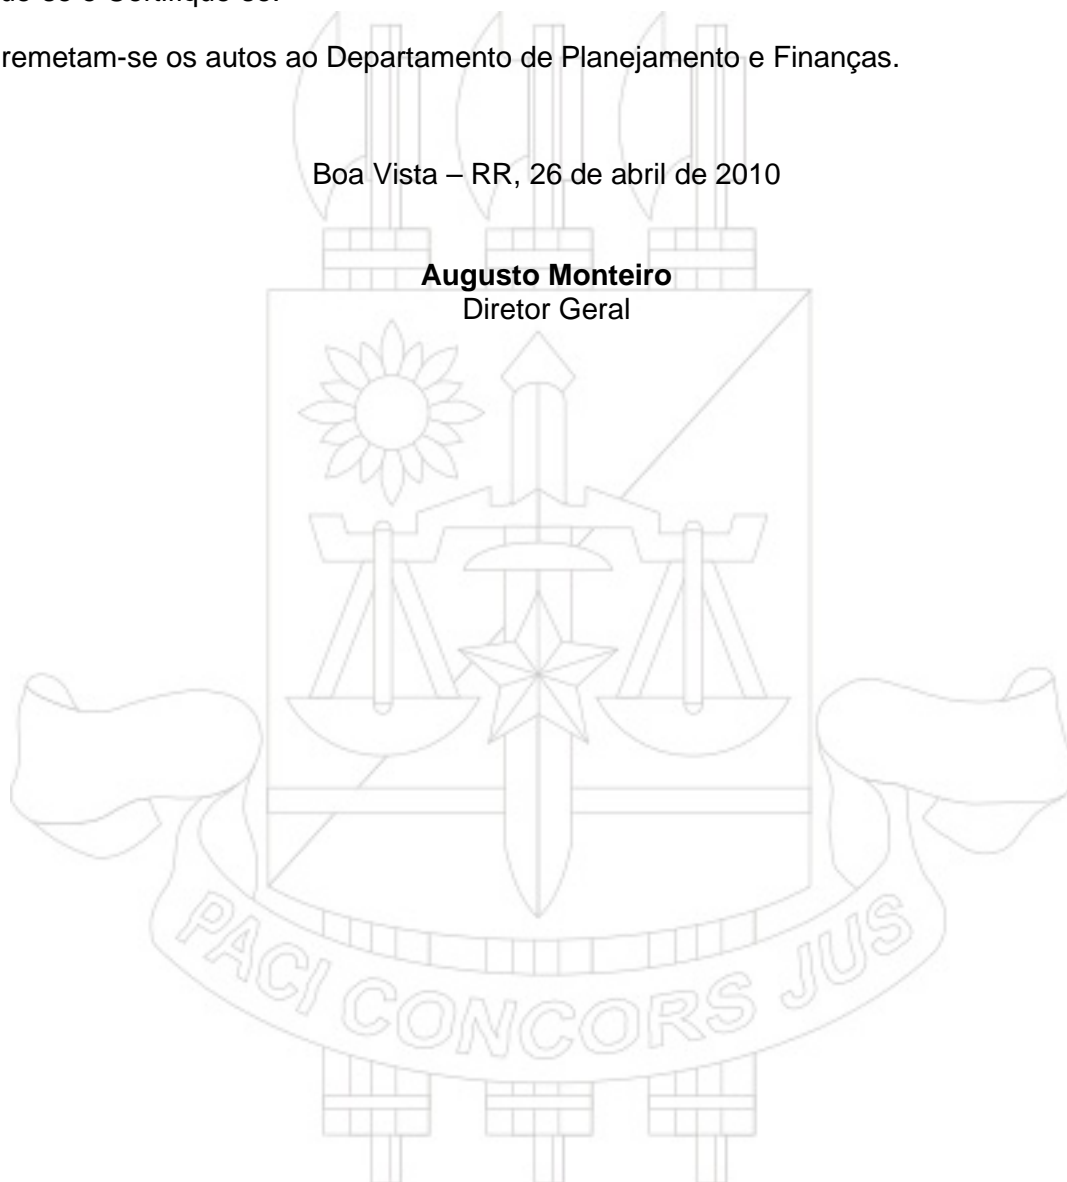 remetam-se os autos ao Departamento de Planejamento e Finanças.
Boa Vista – RR, 26 de abril de 2010
Augusto Monteiro
Diretor Geral
PACI CONCORS JUS